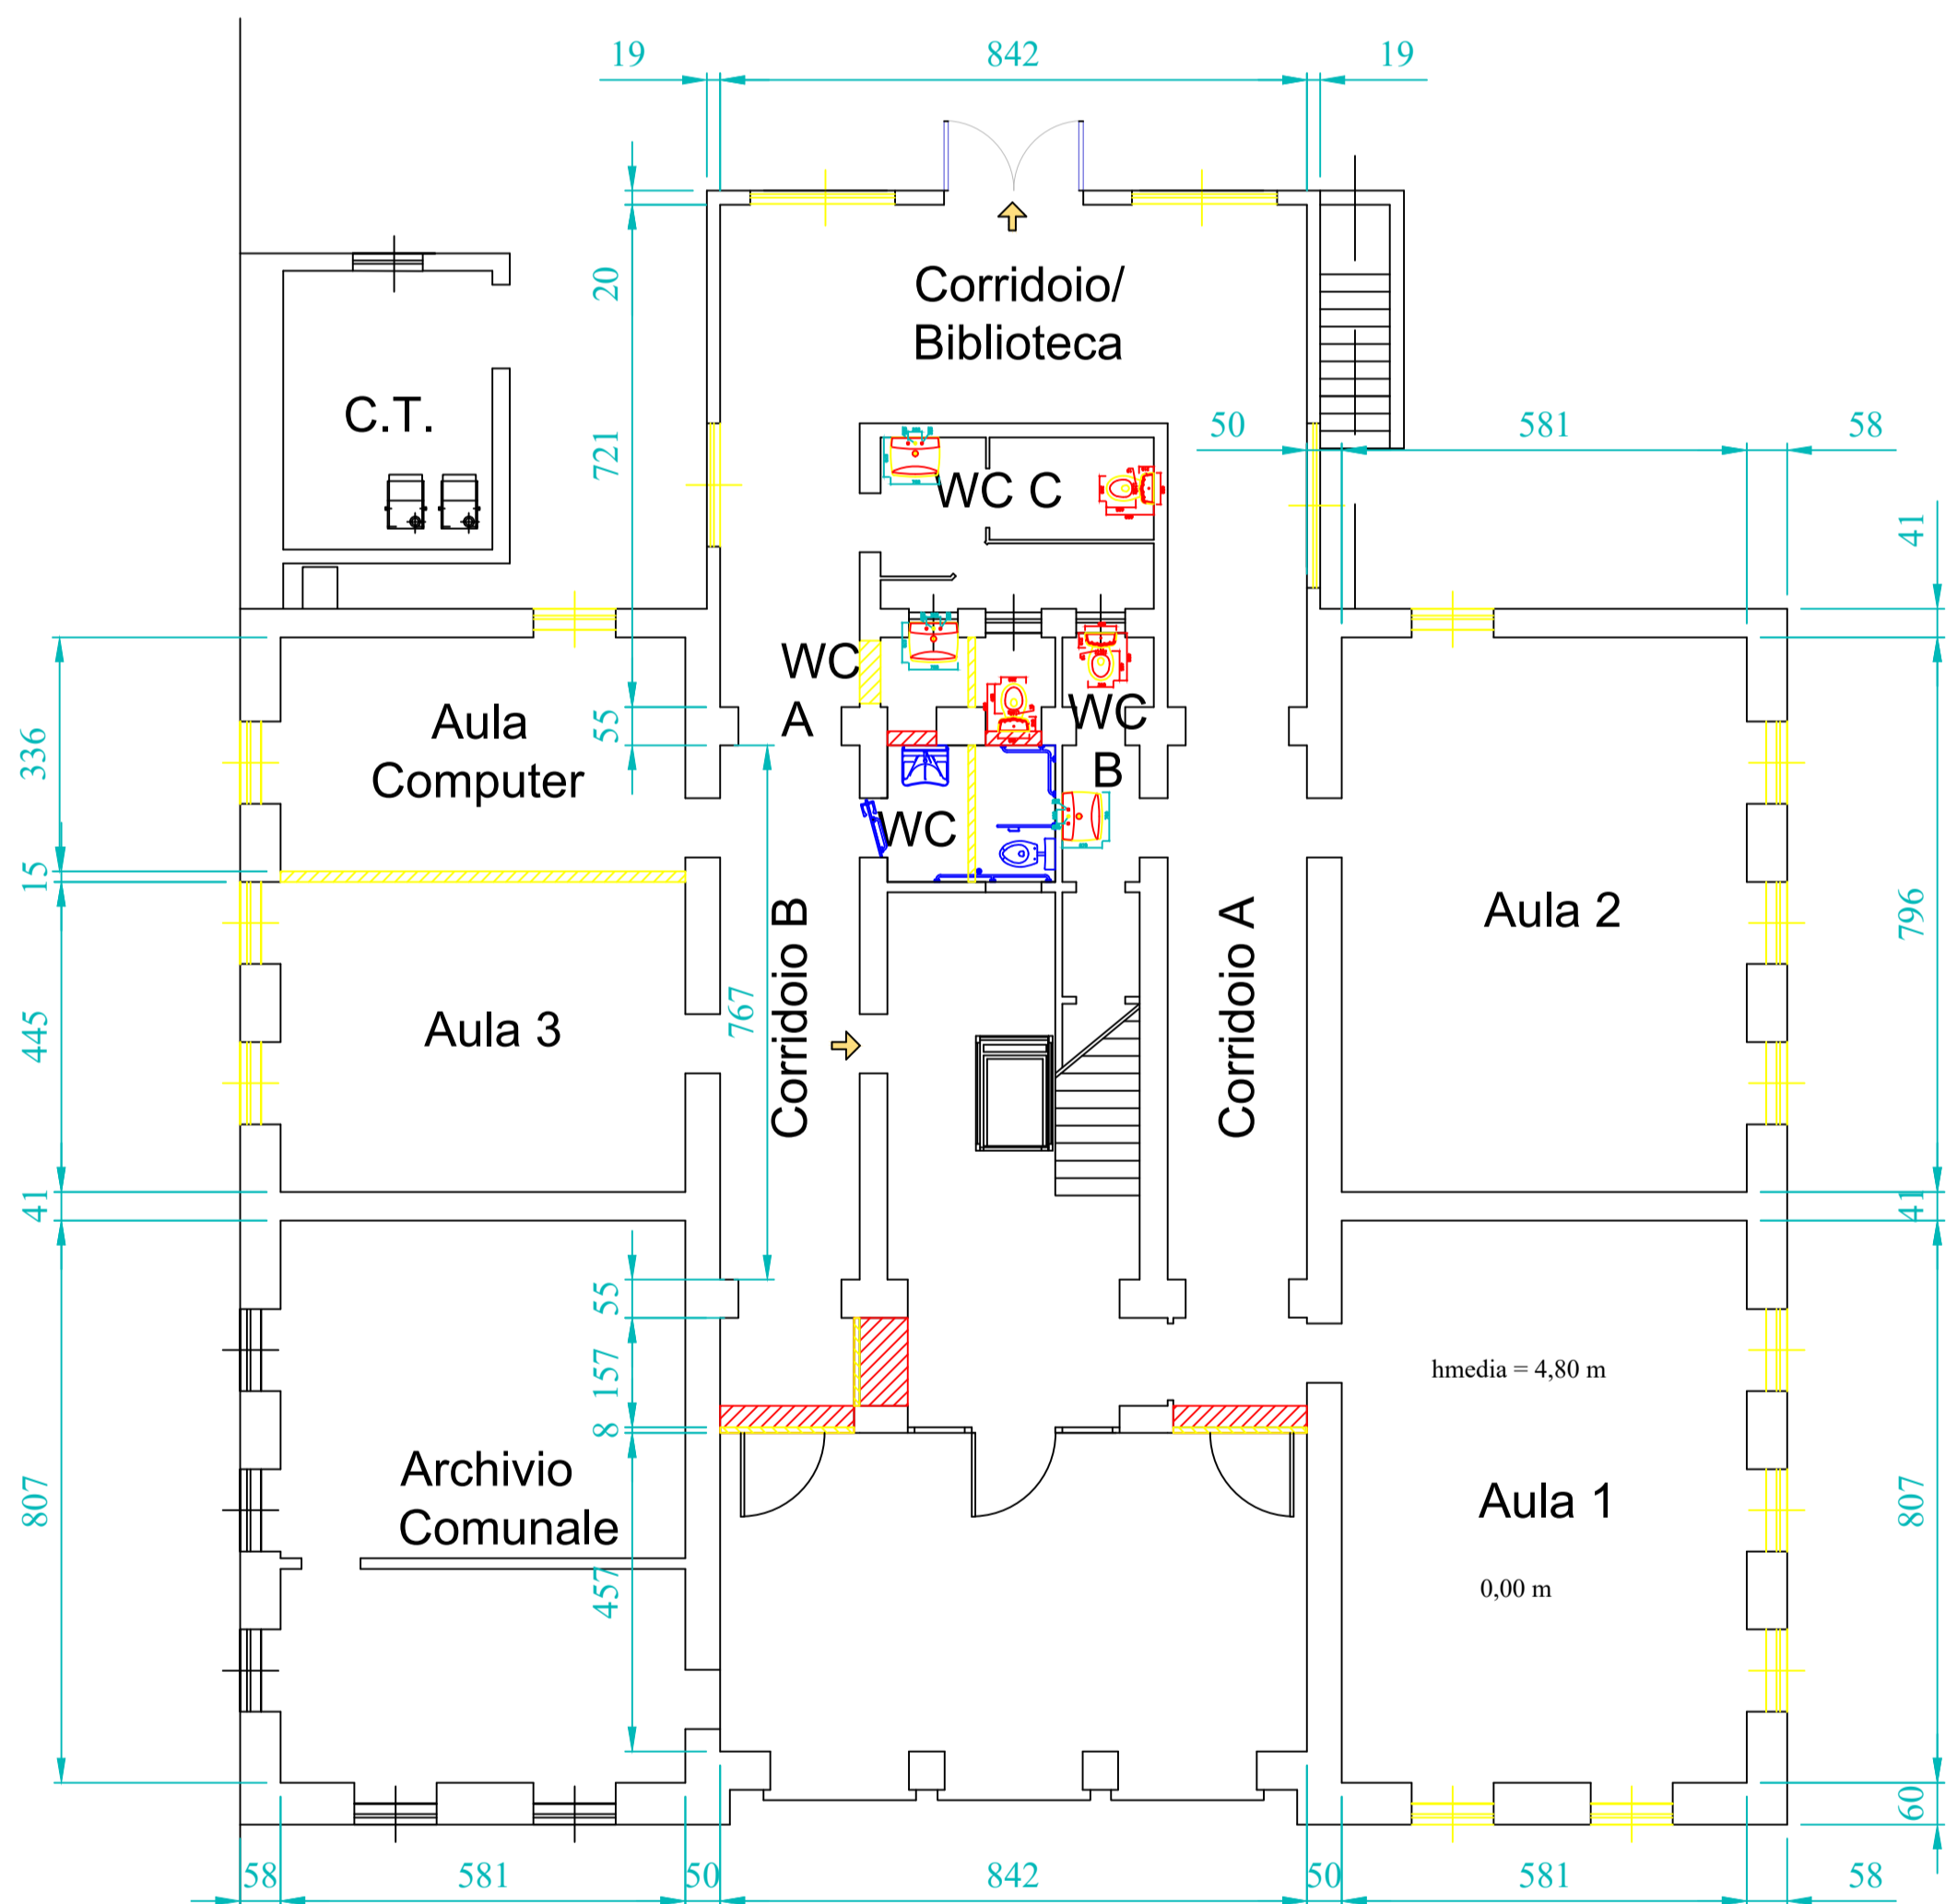 19
842
19
20
Corridoio/
Biblioteca
C.T.
721
50
581
58
WC C
41
WC
A
WC
B
336
Aula
Computer
55
WC
15
Aula 2
796
Corridoio B
Corridoio A
445
Aula 3
767
41
41
55
hmedia = 4,80 m
157
8
Archivio
Comunale
Aula 1
807
807
457
0,00 m
60
58
581
50
842
50
581
58